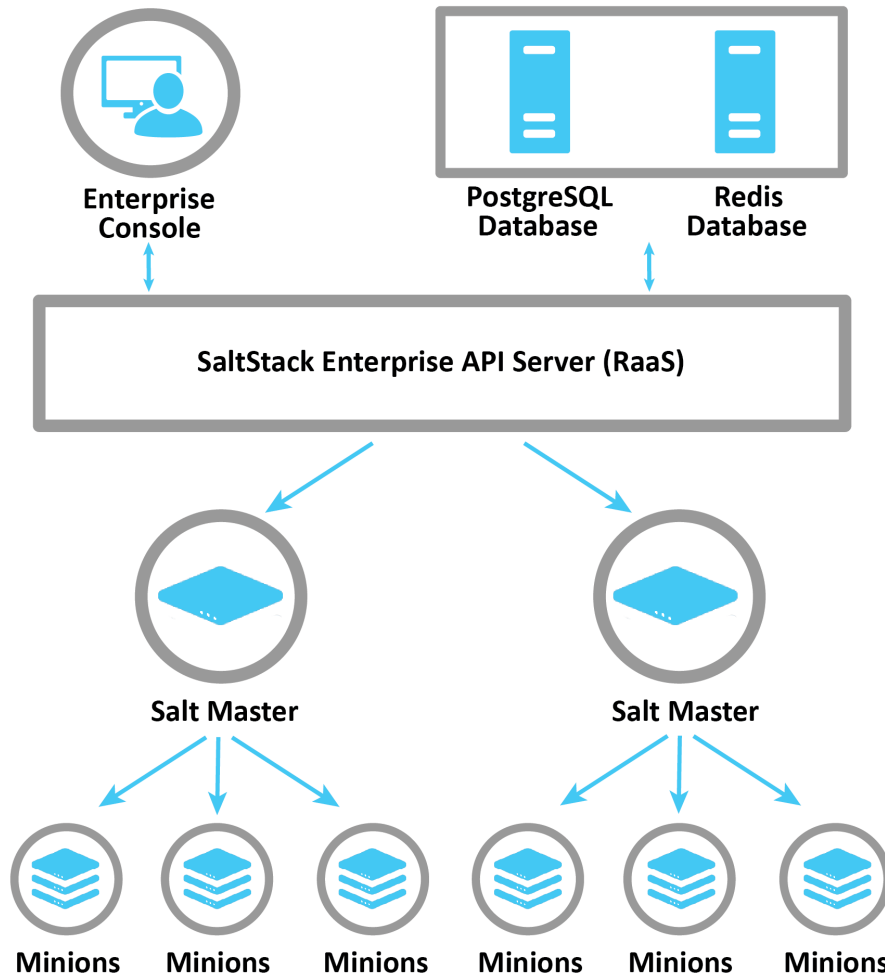 Enterprise
Console
PostgreSQL
Database
Redis
Database
SaltStack Enterprise API Server (RaaS)
Salt Master
Salt Master
Minions
Minions
Minions
Minions
Minions
Minions